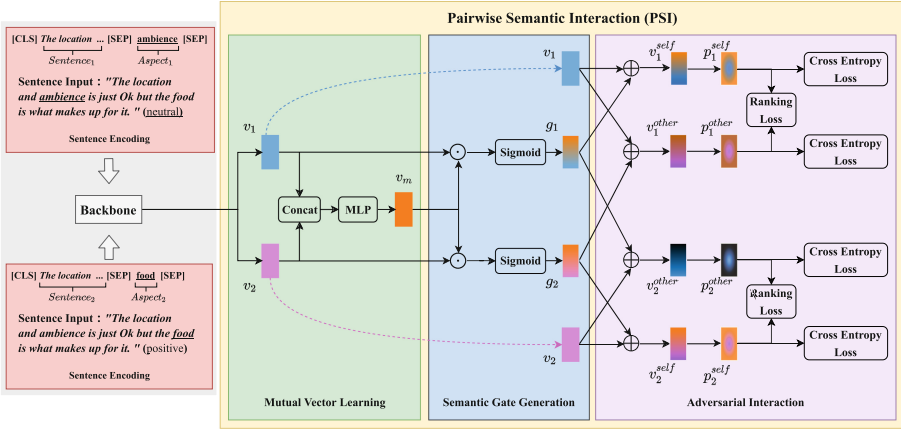 Pairwise Semantic Interaction (PSI)
[CLS] The location ... [SEP] ambience [SEP]
Sentence₁ Aspect₁
Sentence Input : "The location
and ambience is just Ok but the food
is what makes up for it. " (neutral)
Sentence Encoding
Backbone
[CLS] The location ... [SEP] food [SEP]
Sentence₂ Aspect₂
Sentence Input : "The location
and ambience is just Ok but the food
is what makes up for it. " (positive)
Sentence Encoding
v₁
Concat
MLP
vₘ
v₂
Mutual Vector Learning
v₁
g₁
Sigmoid
Sigmoid
g₂
v₂
Semantic Gate Generation
v₁ˢᵉˡᶠ p₁ˢᵉˡᶠ
Cross Entropy
Loss
Ranking
Loss
v₁ᵒᵗʰᵉʳ p₁ᵒᵗʰᵉʳ
Cross Entropy
Loss
v₂ᵒᵗʰᵉʳ p₂ᵒᵗʰᵉʳ
Cross Entropy
Loss
Ranking
Loss
v₂ˢᵉˡᶠ p₂ˢᵉˡᶠ
Cross Entropy
Loss
Adversarial Interaction